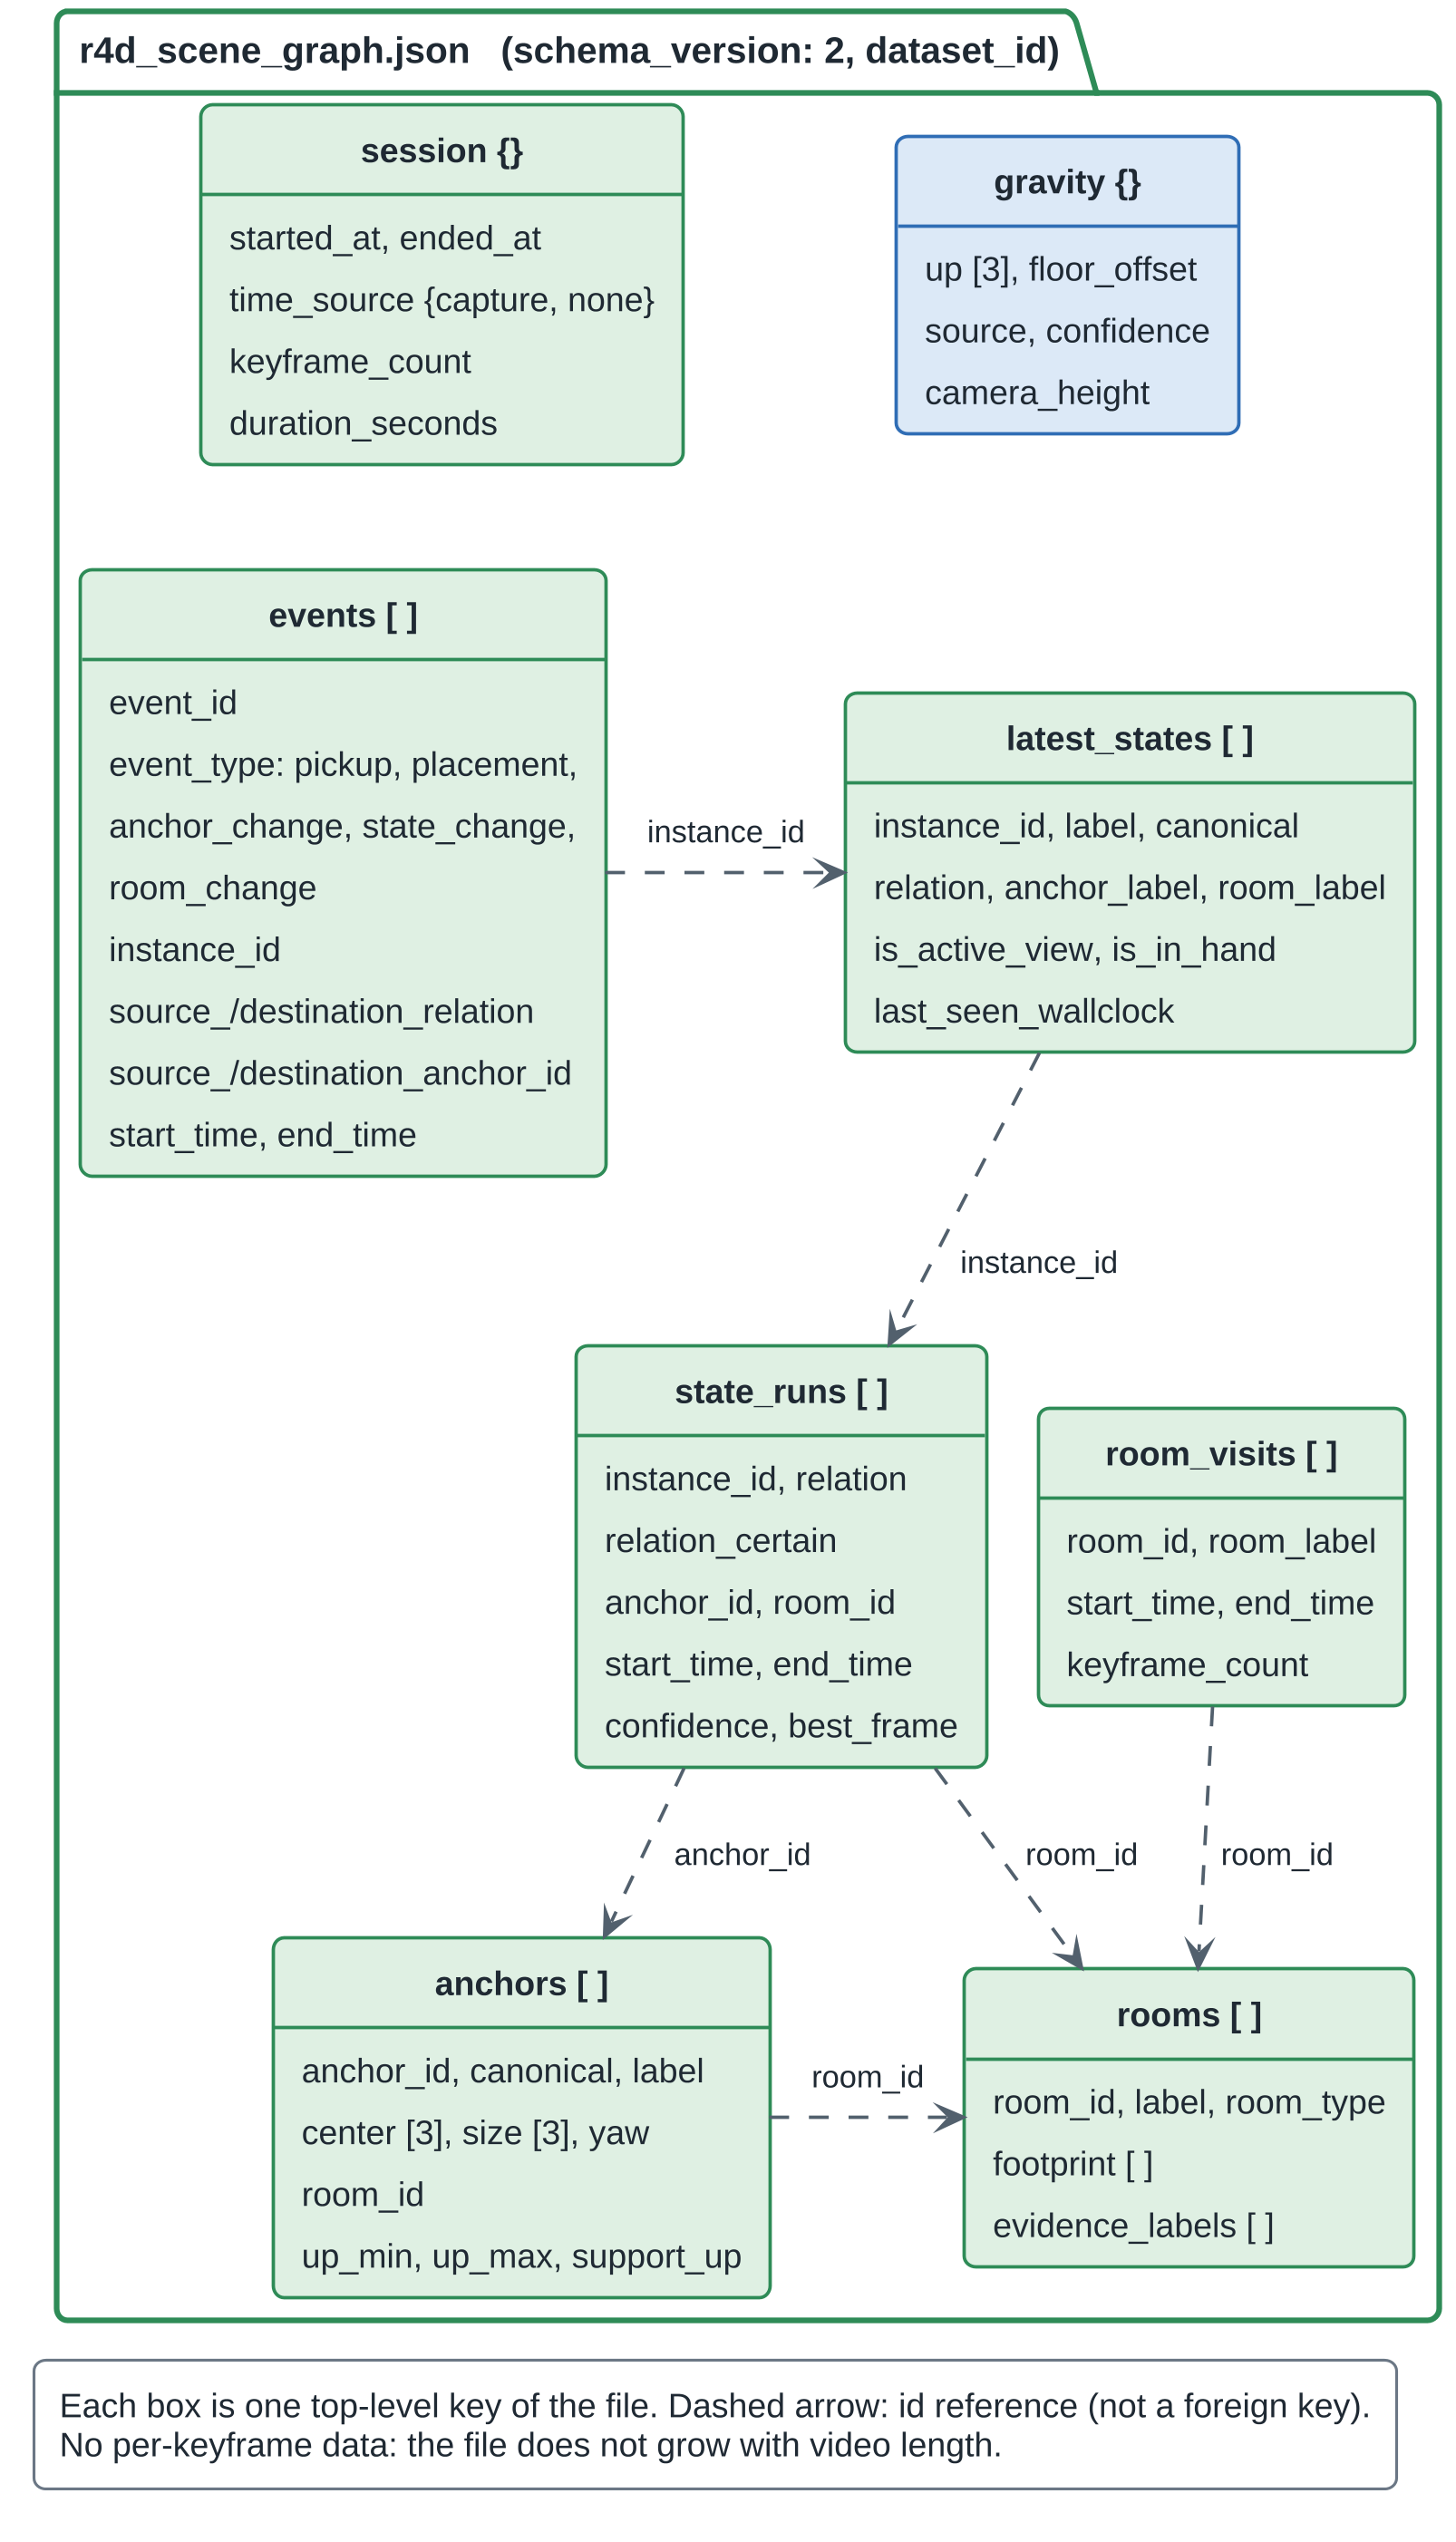 r4d_scene_graph.json   (schema_version: 2, dataset_id)
session {}
started_at, ended_at
time_source {capture, none}
keyframe_count
duration_seconds
gravity {}
up [3], floor_offset
source, confidence
camera_height
events [ ]
event_id
event_type: pickup, placement,
anchor_change, state_change,
room_change
instance_id
source_/destination_relation
source_/destination_anchor_id
start_time, end_time
instance_id
latest_states [ ]
instance_id, label, canonical
relation, anchor_label, room_label
is_active_view, is_in_hand
last_seen_wallclock
instance_id
state_runs [ ]
instance_id, relation
relation_certain
anchor_id, room_id
start_time, end_time
confidence, best_frame
room_visits [ ]
room_id, room_label
start_time, end_time
keyframe_count
anchor_id
room_id
room_id
anchors [ ]
anchor_id, canonical, label
center [3], size [3], yaw
room_id
up_min, up_max, support_up
room_id
rooms [ ]
room_id, label, room_type
footprint [ ]
evidence_labels [ ]
Each box is one top-level key of the file. Dashed arrow: id reference (not a foreign key).
No per-keyframe data: the file does not grow with video length.